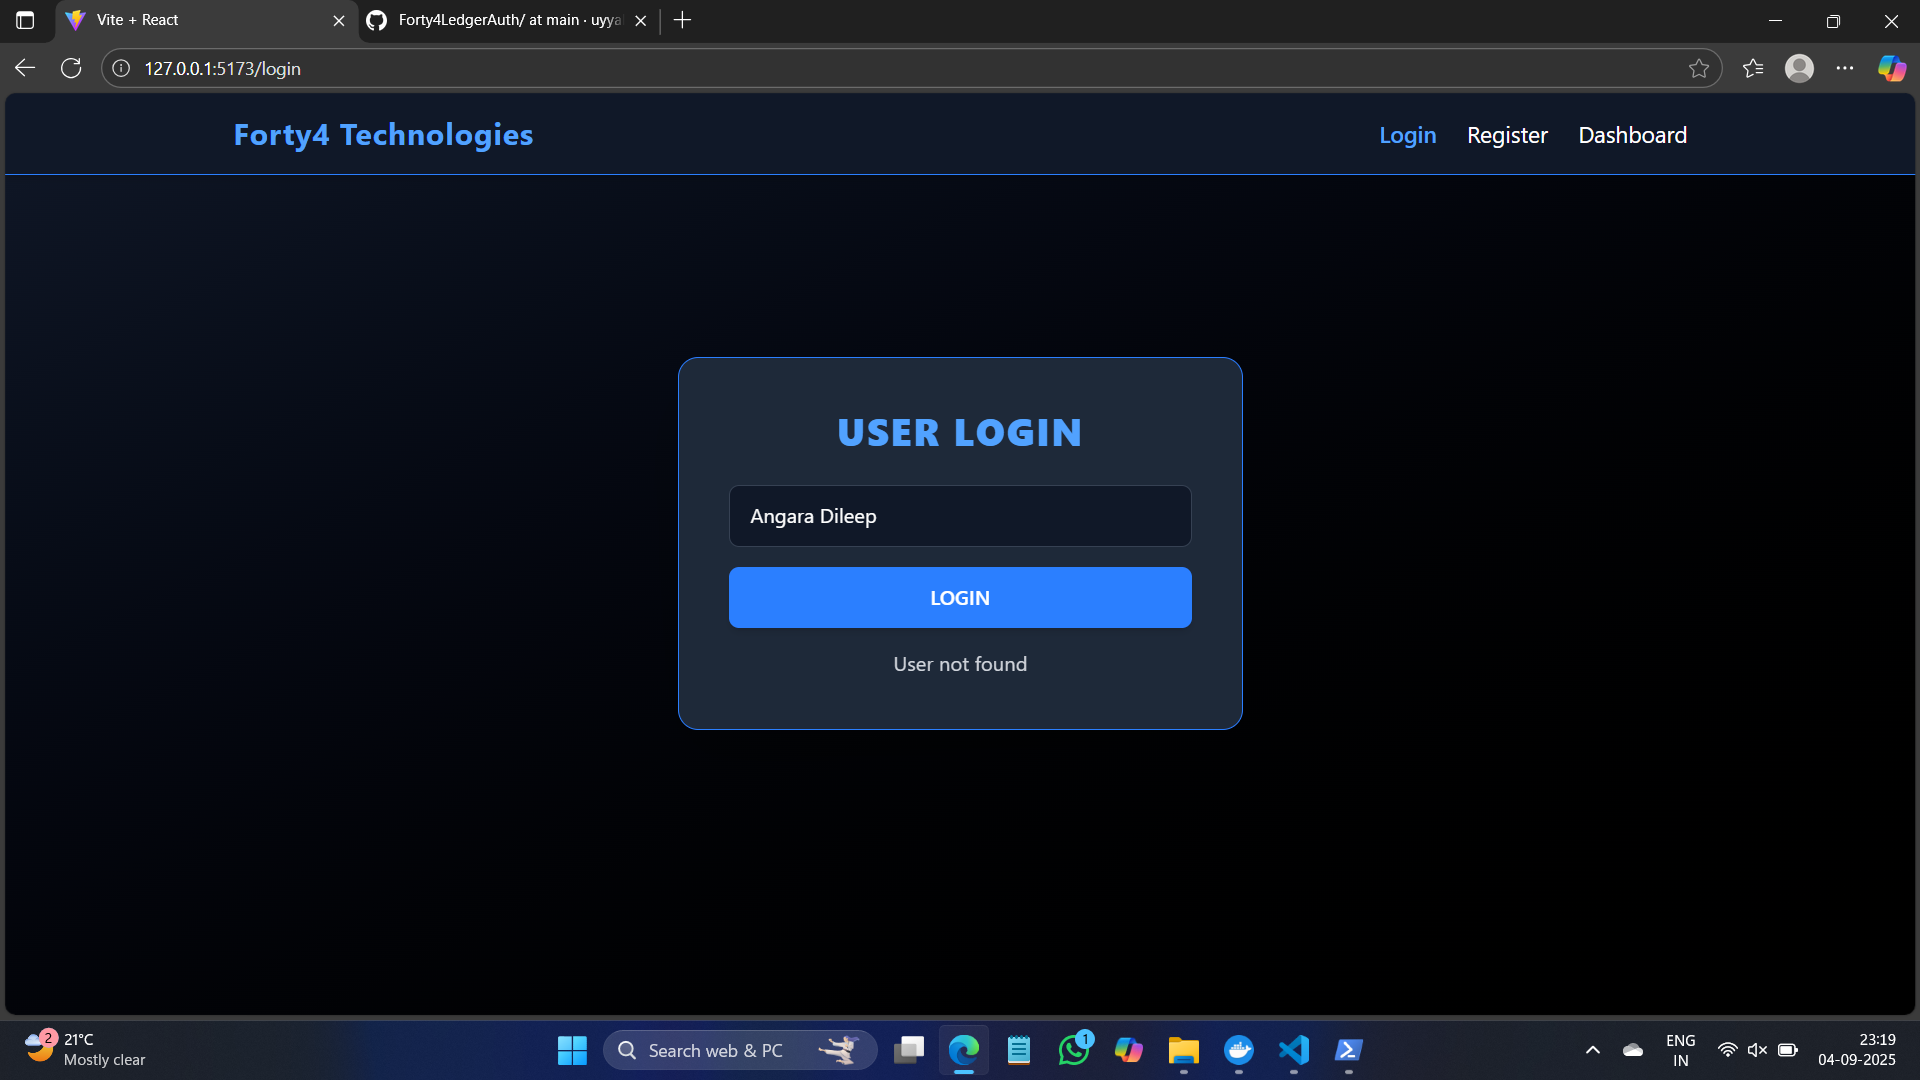 Vite + React
Forty4LedgerAuth/ at main · uyya
127.0.0.1:5173/login
Forty4 Technologies
Login
Register
Dashboard
USER LOGIN
Angara Dileep
LOGIN
User not found
2
21°C
Mostly clear
Search web & PC
1
ENG
IN
23:19
04-09-2025